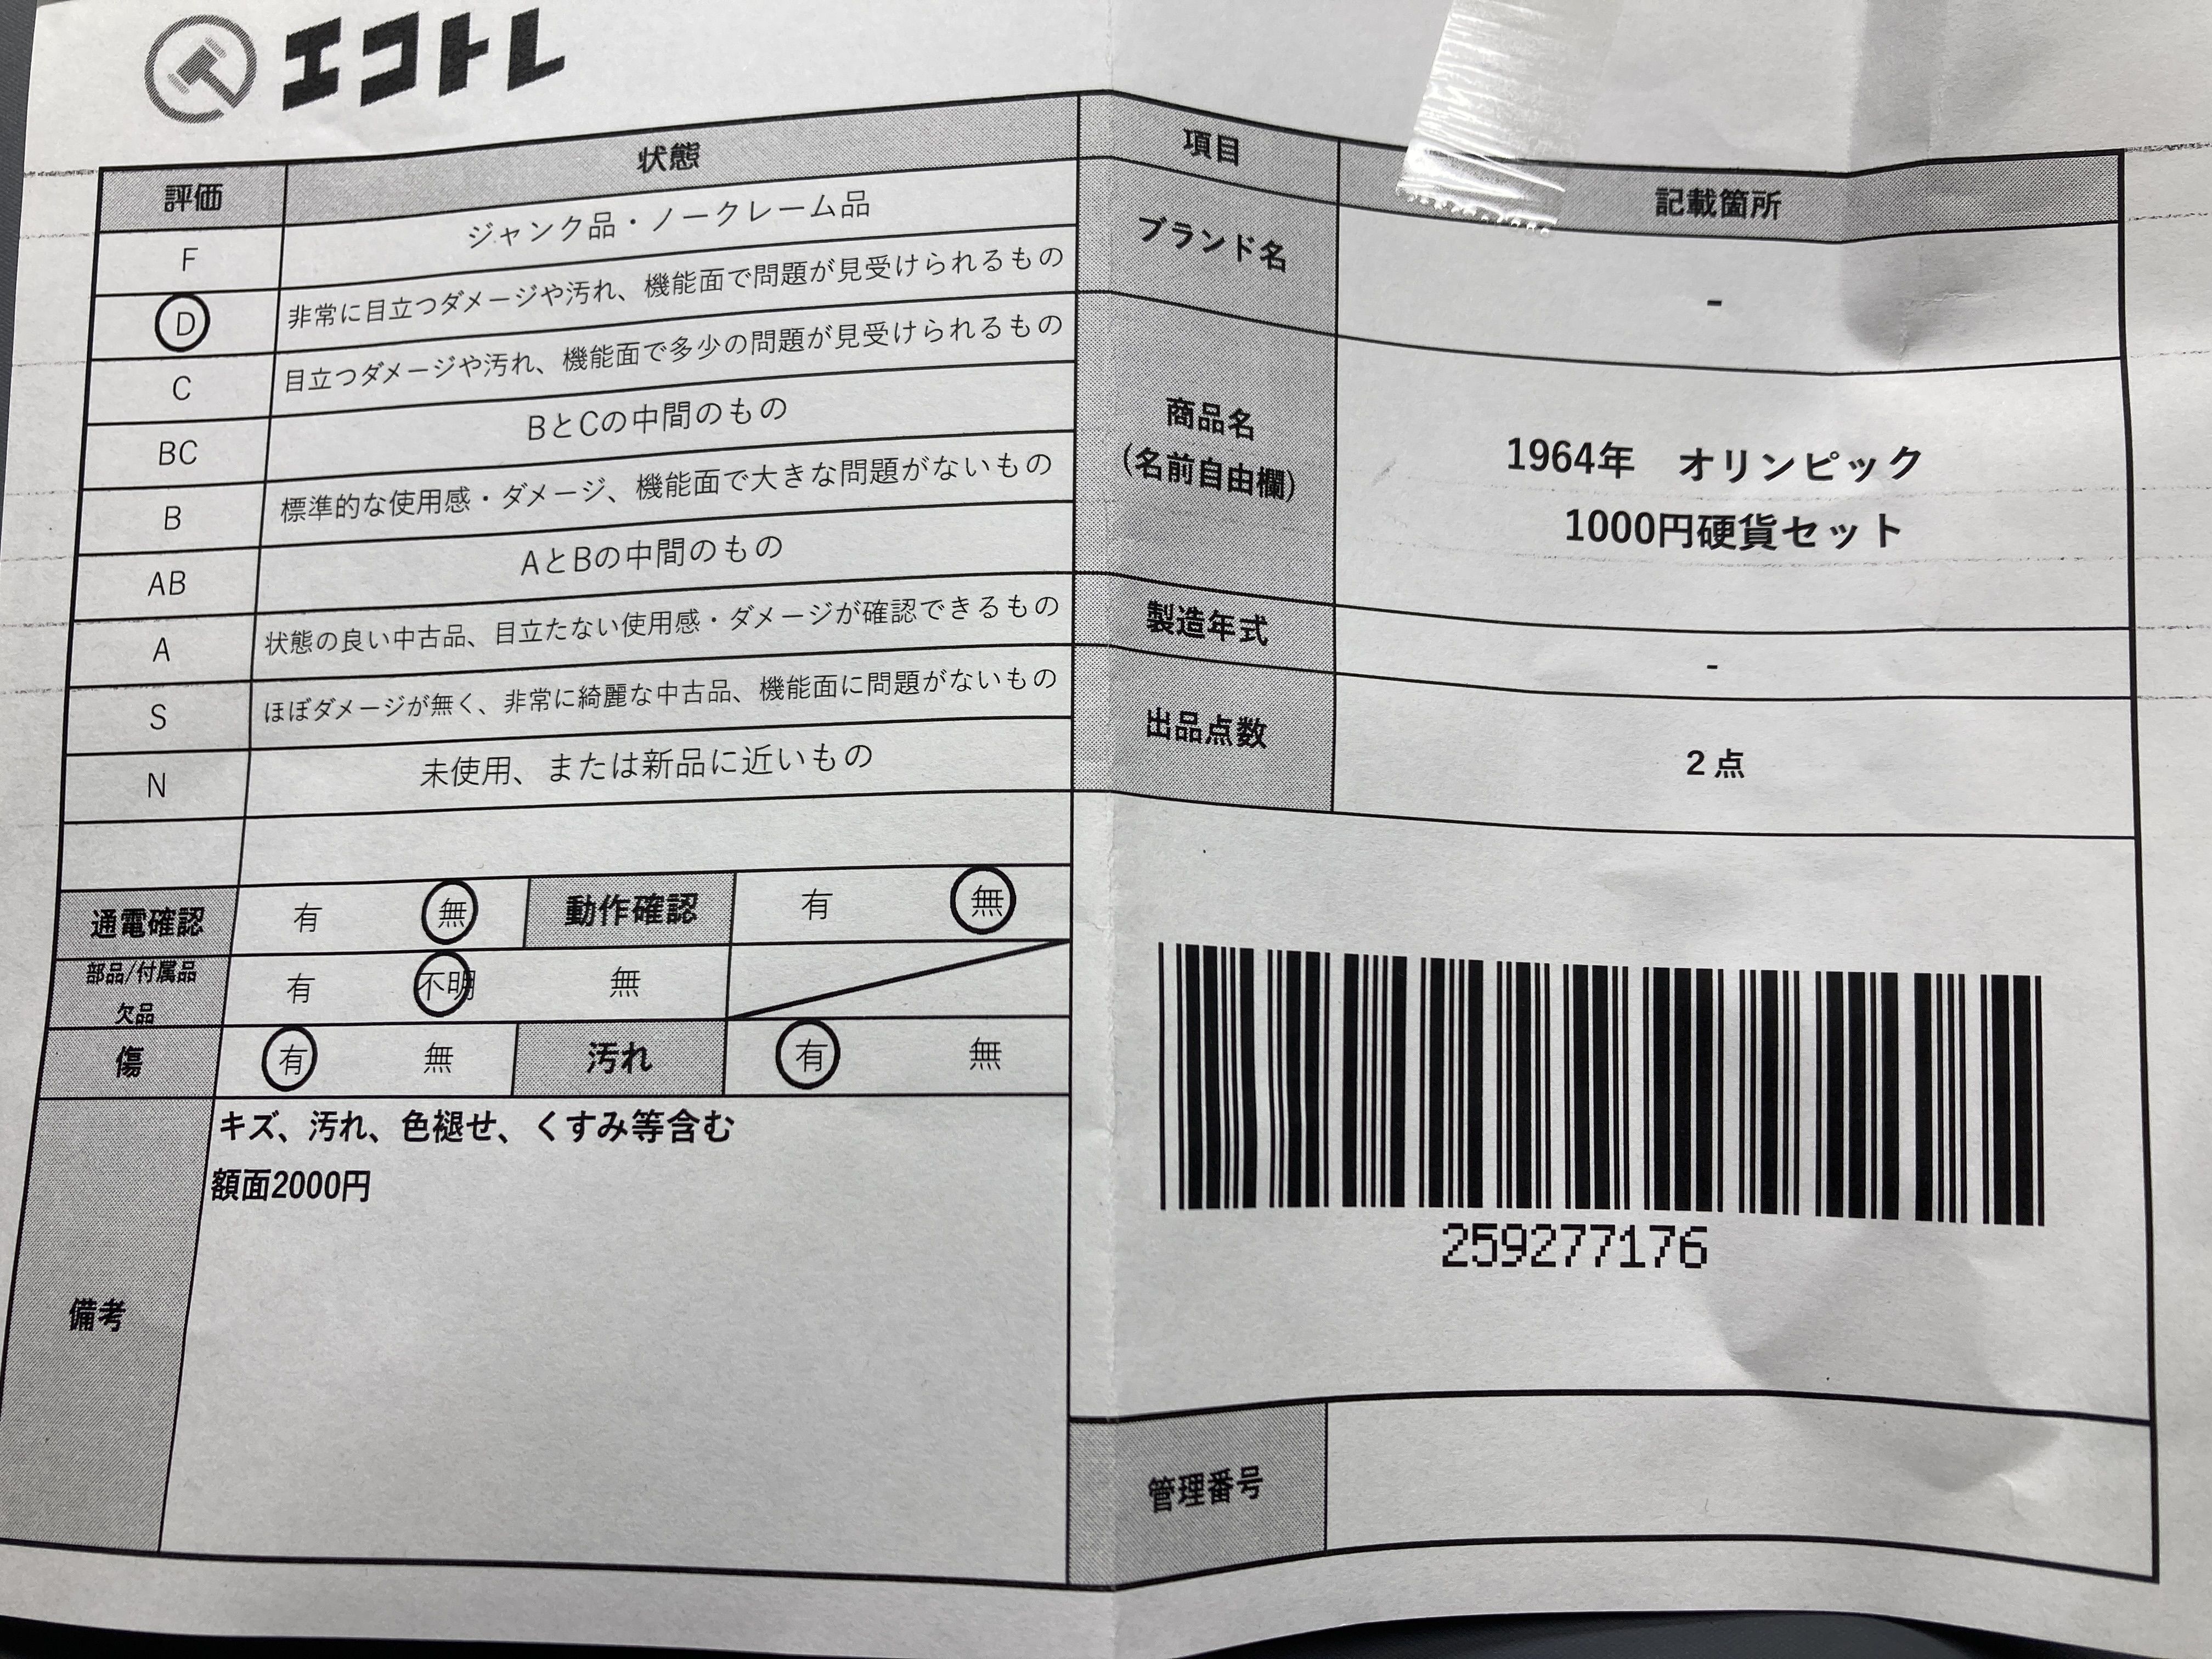 エコトレ
評価 状態
F ジャンク品・ノークレーム品
D 非常に目立つダメージや汚れ、機能面で問題が見受けられるもの
C 目立つダメージや汚れ、機能面で多少の問題が見受けられるもの
BC BとCの中間のもの
B 標準的な使用感・ダメージ、機能面で大きな問題がないもの
AB AとBの中間のもの
A 状態の良い中古品、目立たない使用感・ダメージが確認できるもの
S ほぼダメージが無く、非常に綺麗な中古品、機能面に問題がないもの
N 未使用、または新品に近いもの
通電確認 有 無 動作確認 有 無
部品/付属品
欠品 有 不明 無
傷 有 無 汚れ 有 無
備考
キズ、汚れ、色褪せ、くすみ等含む
額面2000円
項目 記載箇所
ブランド名 -
商品名
(名前自由欄)
1964年 オリンピック
1000円硬貨セット
製造年式 -
出品点数 2点
259277176
管理番号